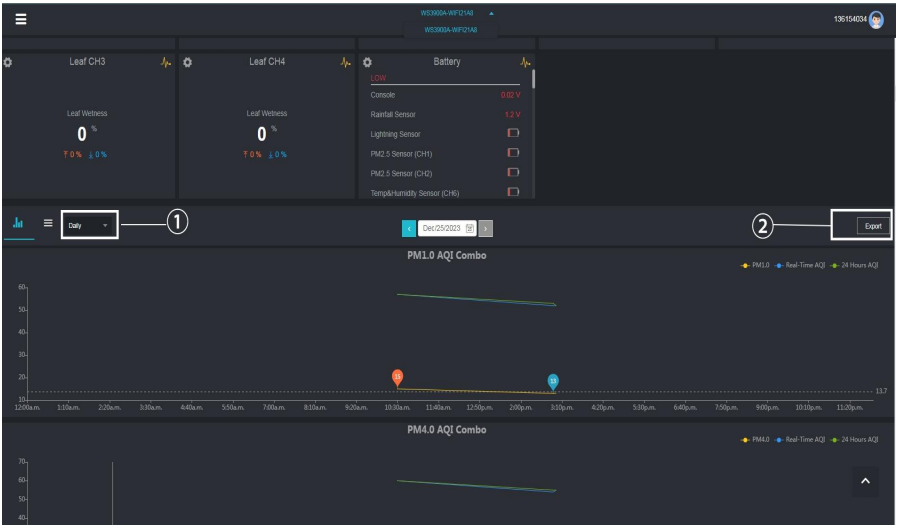 WS3900A-WIFI21A8
WS3900A-WIFI21A8
136154034
Leaf CH3
Leaf CH4
Battery
LOW
Console 0.02 V
Leaf Wetness
Leaf Wetness
Rainfall Sensor 1.2 V
0 %
0 %
Lightning Sensor
0 % 0 %
0 % 0 %
PM2.5 Sensor (CH1)
PM2.5 Sensor (CH2)
Temp&Humidity Sensor (CH6)
Daily
1
Dec/25/2023
2
Export
PM1.0 AQI Combo
PM1.0 Real-Time AQI 24 Hours AQI
60
50
40
30
20
15
13
13.7
10
12:00a.m. 1:10a.m. 2:20a.m. 3:30a.m. 4:40a.m. 5:50a.m. 7:00a.m. 8:10a.m. 9:20a.m. 10:30a.m. 11:40a.m. 12:50p.m. 2:00p.m. 3:10p.m. 4:20p.m. 5:30p.m. 6:40p.m. 7:50p.m. 9:00p.m. 10:10p.m. 11:20p.m.
PM4.0 AQI Combo
PM4.0 Real-Time AQI 24 Hours AQI
70
60
50
40